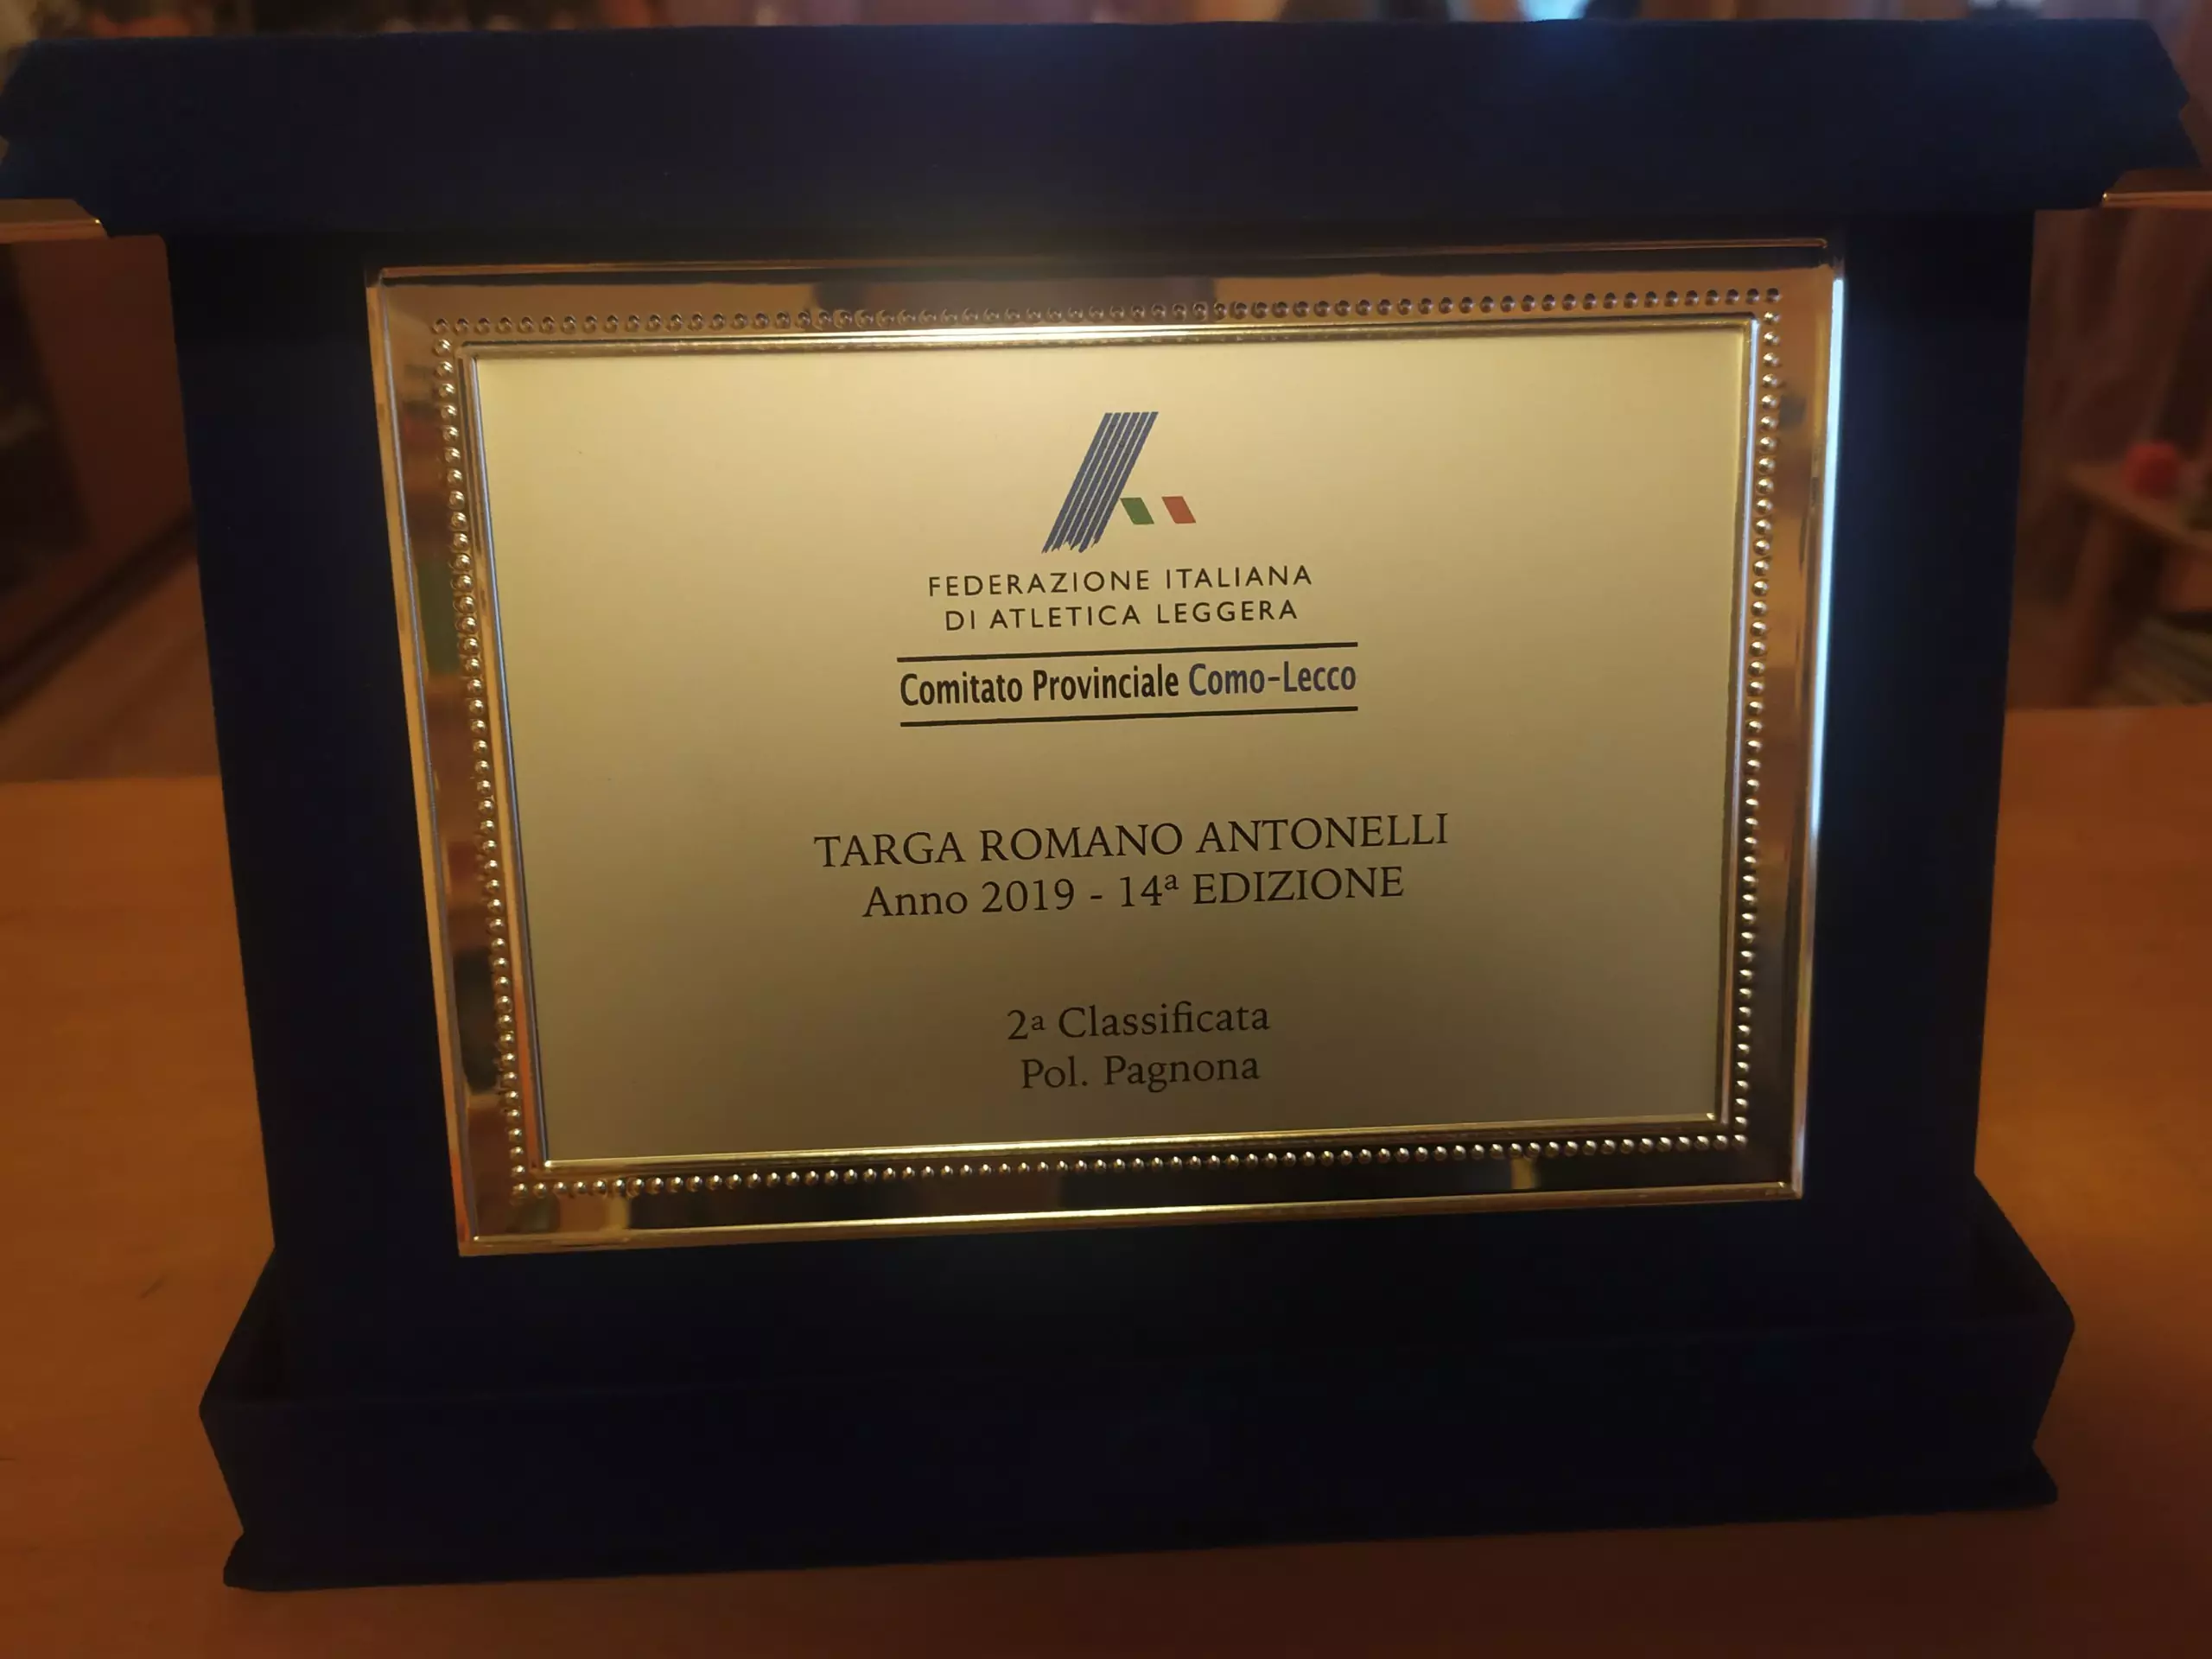 FEDERAZIONE ITALIANA
DI ATLETICA LEGGERA
Comitato Provinciale Como-Lecco
TARGA ROMANO ANTONELLI
Anno 2019 - 14ª EDIZIONE
2ª Classificata
Pol. Pagnona